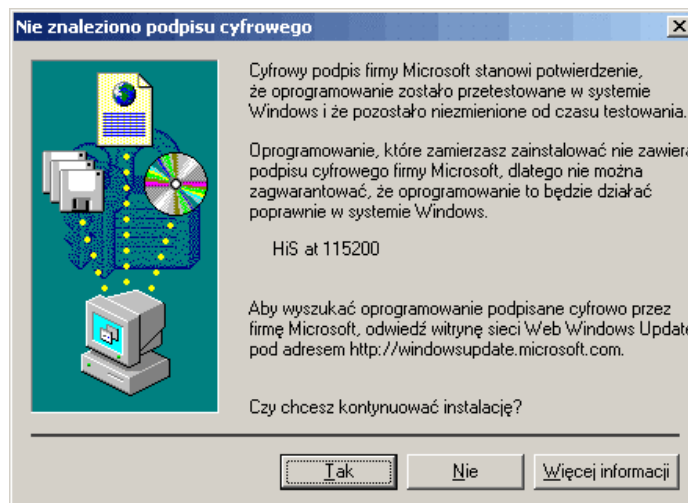 Nie znaleziono podpisu cyfrowego
Cyfrowy podpis firmy Microsoft stanowi potwierdzenie,
że oprogramowanie zostało przetestowane w systemie
Windows i że pozostało niezmienione od czasu testowania.
Oprogramowanie, które zamierzasz zainstalować nie zawiera
podpisu cyfrowego firmy Microsoft, dlatego nie można
zagwarantować, że oprogramowanie to będzie działać
poprawnie w systemie Windows.
HiS at 115200
Aby wyszukać oprogramowanie podpisane cyfrowo przez
firmę Microsoft, odwiedź witrynę sieci Web Windows Update
pod adresem http://windowsupdate.microsoft.com.
Czy chcesz kontynuować instalację?
Tak Nie Więcej informacji